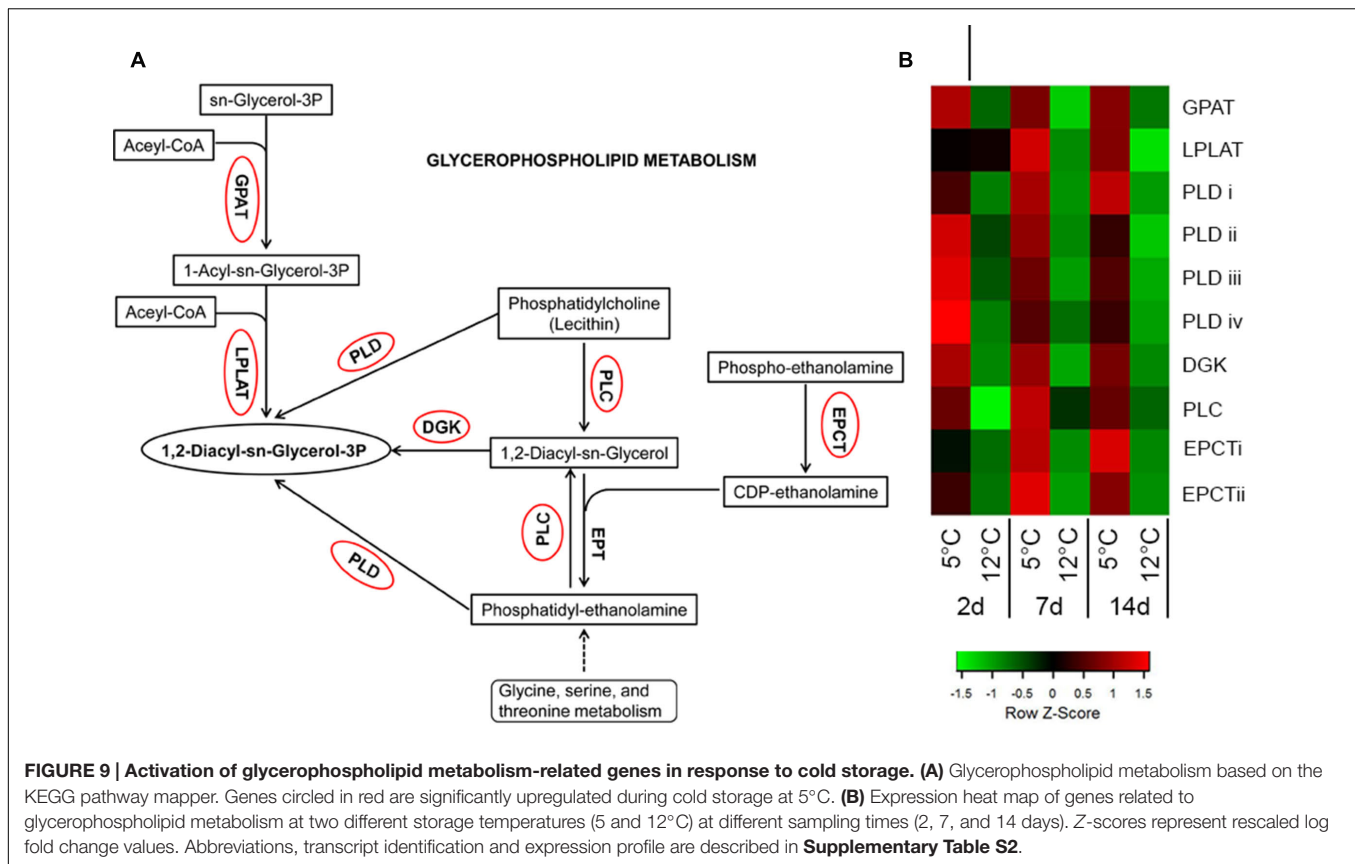 A
sn-Glycerol-3P
Aceyl-CoA
GPAT
GLYCEROPHOSPHOLIPID METABOLISM
1-Acyl-sn-Glycerol-3P
Aceyl-CoA
LPLAT
Phosphatidylcholine
(Lecithin)
PLD
PLC
Phospho-ethanolamine
EPCT
DGK
1,2-Diacyl-sn-Glycerol-3P
1,2-Diacyl-sn-Glycerol
CDP-ethanolamine
PLC
EPT
PLD
Phosphatidyl-ethanolamine
Glycine, serine, and
threonine metabolism
B
GPAT
LPLAT
PLD i
PLD ii
PLD iii
PLD iv
DGK
PLC
EPCTi
EPCTii
5°C 12°C 5°C 12°C 5°C 12°C
2d 7d 14d
-1.5 -1 -0.5 0 0.5 1 1.5
Row Z-Score
FIGURE 9 | Activation of glycerophospholipid metabolism-related genes in response to cold storage. (A) Glycerophospholipid metabolism based on the
KEGG pathway mapper. Genes circled in red are significantly upregulated during cold storage at 5°C. (B) Expression heat map of genes related to
glycerophospholipid metabolism at two different storage temperatures (5 and 12°C) at different sampling times (2, 7, and 14 days). Z-scores represent rescaled log
fold change values. Abbreviations, transcript identification and expression profile are described in Supplementary Table S2.